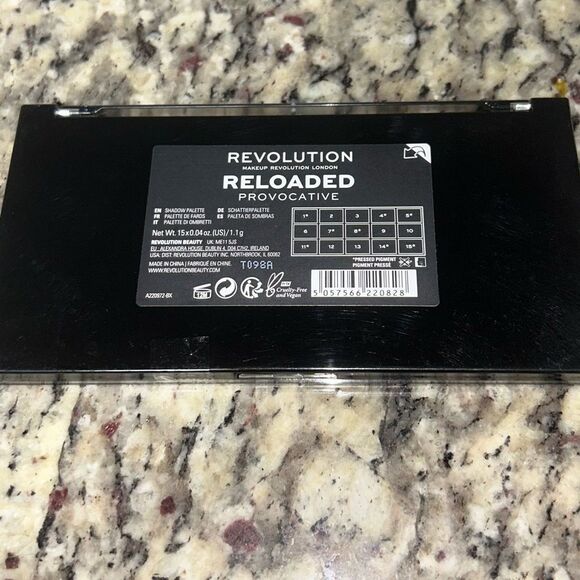 REVOLUTION
MAKEUP REVOLUTION LONDON
RELOADED
PROVOCATIVE
EN SHADOW PALETTE DE SCHATTIERPALETTE
FR PALETTE DE FARDS ES PALETA DE SOMBRAS
IT PALETTE DI OMBRETTI
Net. Wt. 15x0.04 oz. (US)/1.1g
REVOLUTION BEAUTY UK, ME11 5JS
EU: ALEXANDRA HOUSE, DUBLIN 4, D04 C7H2, IRELAND
USA: DIST. REVOLUTION BEAUTY INC. NORTHBROOK, IL 60062
MADE IN CHINA | FABRIQUÉ EN CHINE.
WWW.REVOLUTIONBEAUTY.COM
T098A
1* 2 3 4* 5*
6 7* 8* 9 10
11* 12 13 14 15*
*PRESSED PIGMENT
PIGMENT PRESSÉ
12M
Cruelty-Free
and Vegan
5 057566 220828
A220972-BX